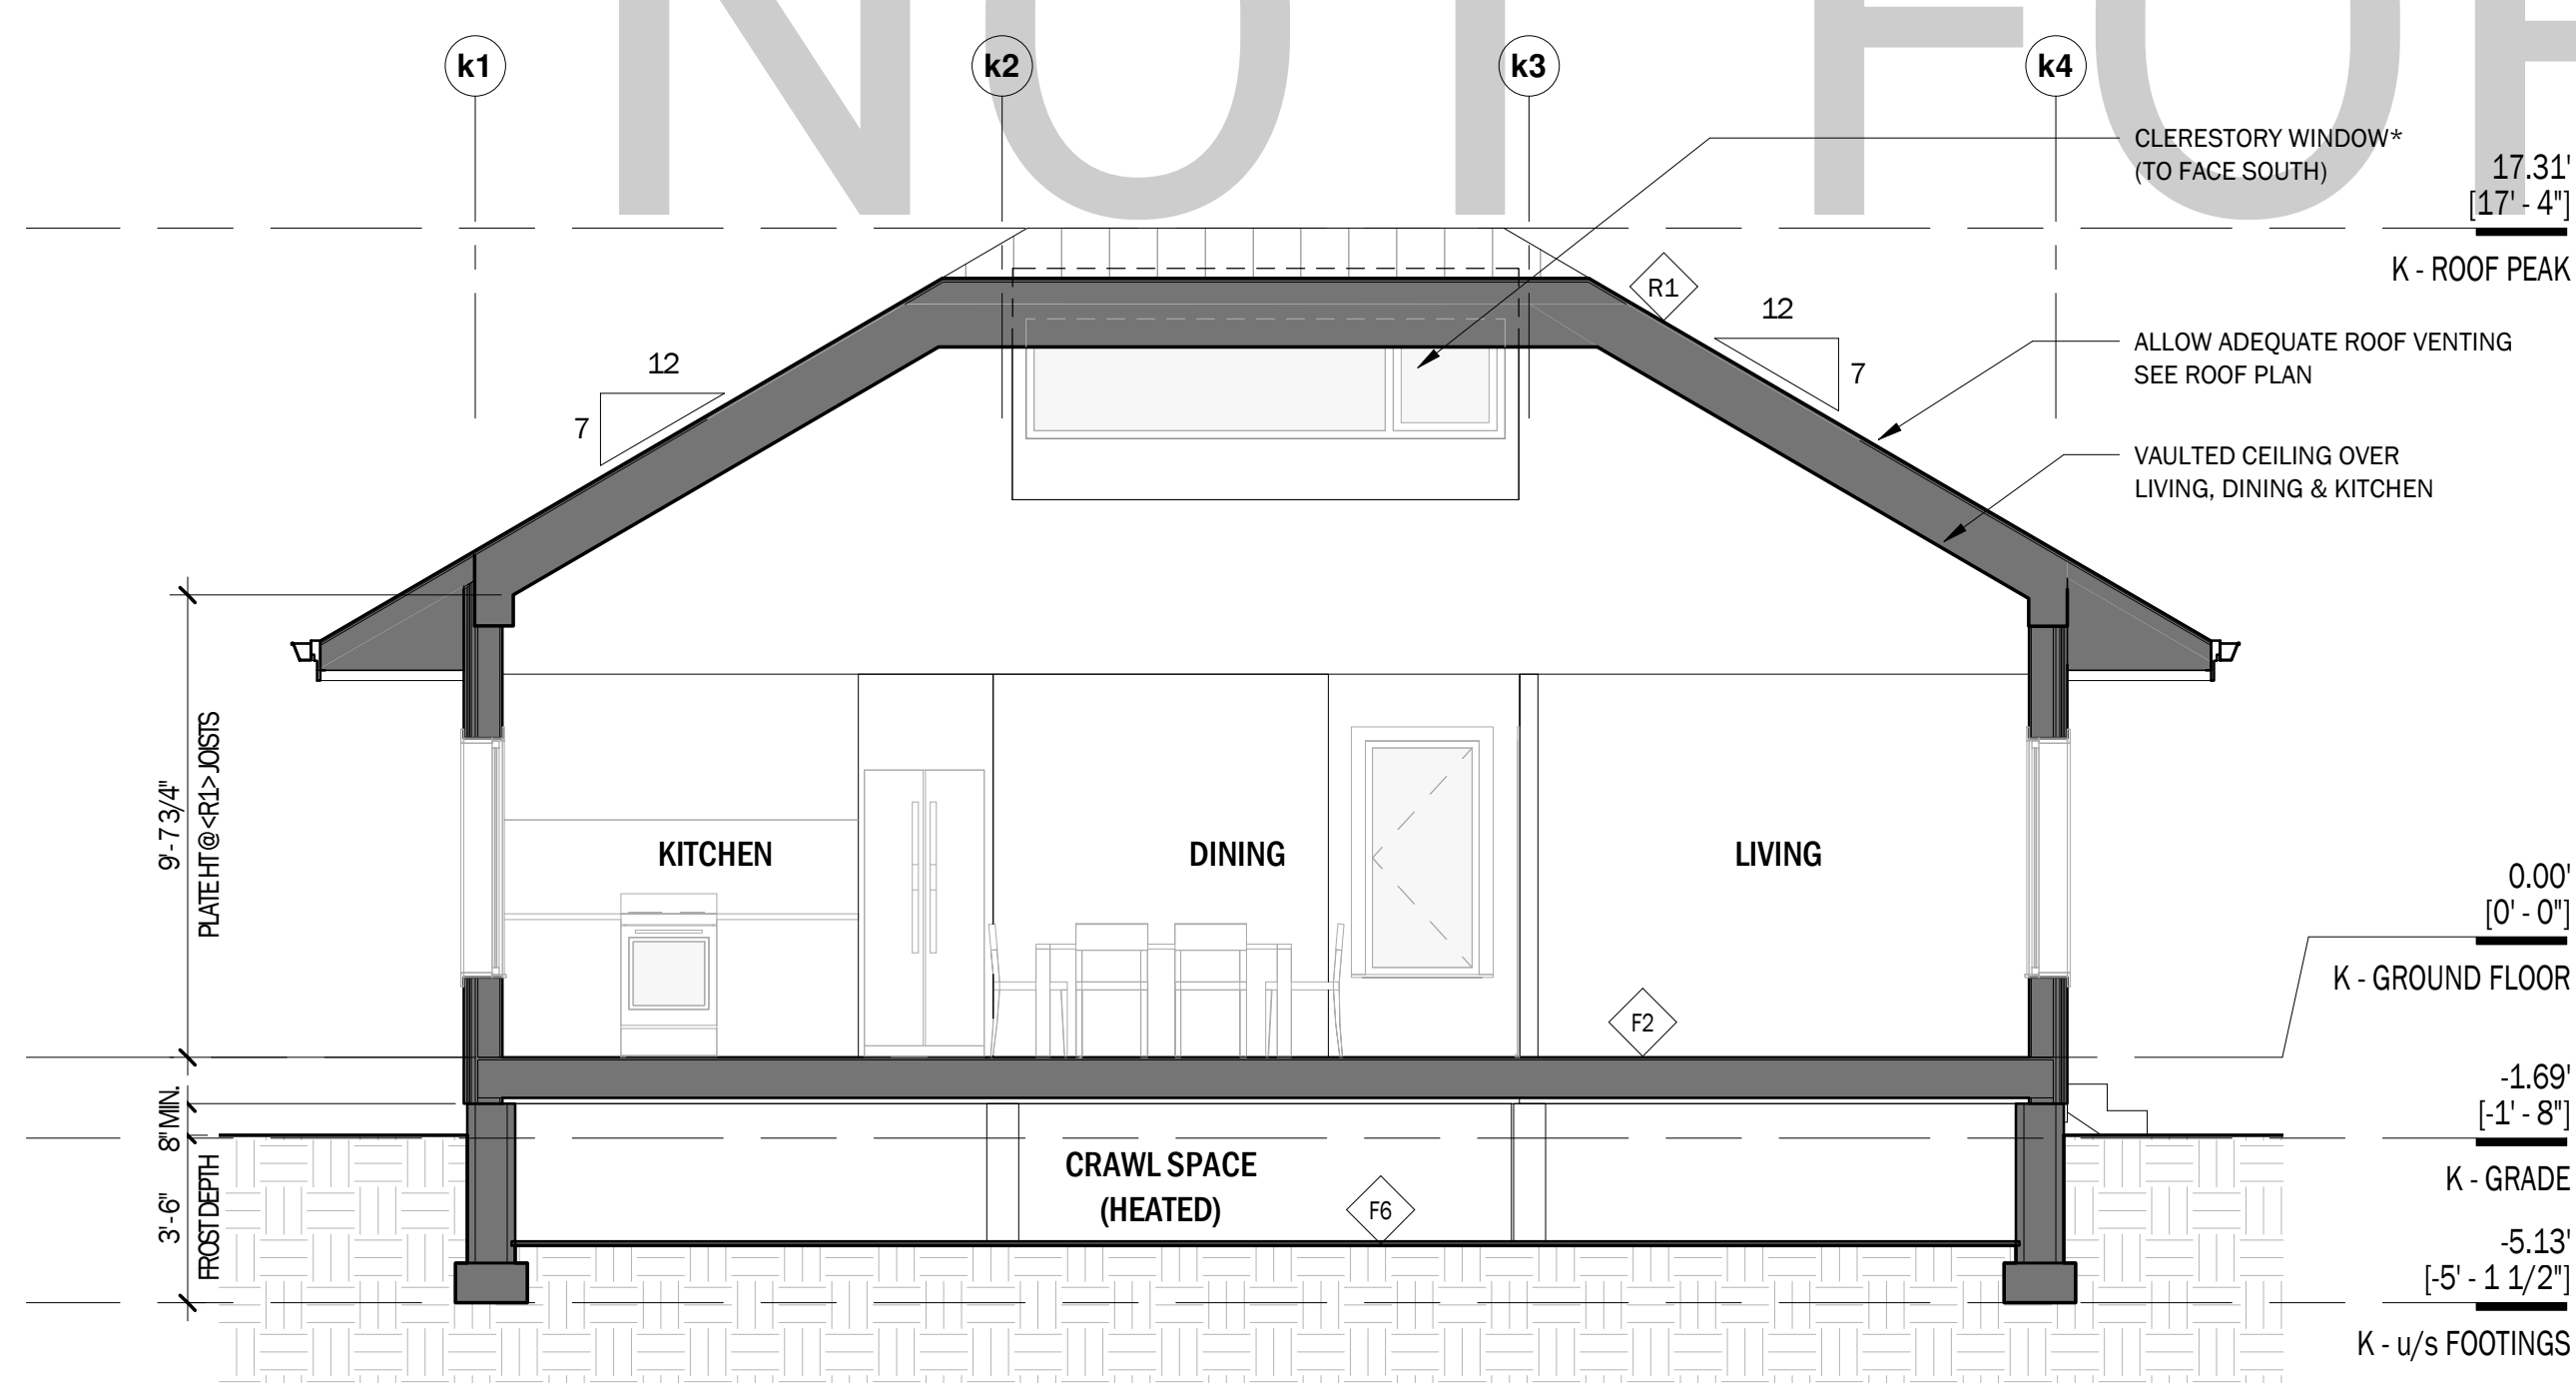 NOT FOR
k1
k2
k3
k4
CLERESTORY WINDOW*
(TO FACE SOUTH)
17.31'
[17' - 4"]
K - ROOF PEAK
R1
12
7
12
7
ALLOW ADEQUATE ROOF VENTING
SEE ROOF PLAN
VAULTED CEILING OVER
LIVING, DINING & KITCHEN
9'- 7 3/4"
PLATE HT @ <R1> JOISTS
KITCHEN
DINING
LIVING
0.00'
[0' - 0"]
K - GROUND FLOOR
F2
8" MIN.
-1.69'
[-1' - 8"]
K - GRADE
CRAWL SPACE
(HEATED)
F6
3'- 6"
FROST DEPTH
-5.13'
[-5' - 1 1/2"]
K - u/s FOOTINGS